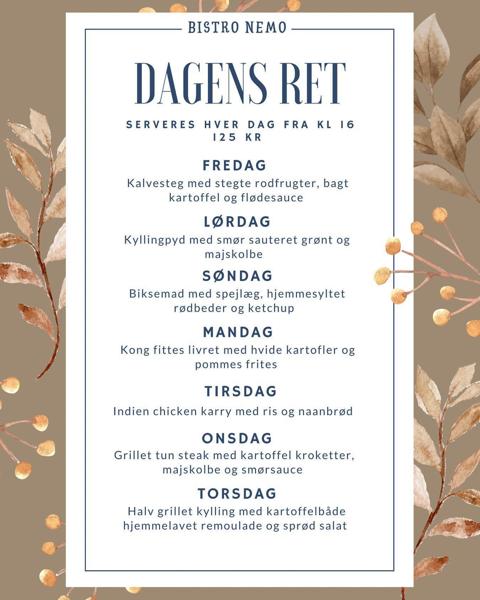 BISTRO NEMO
DAGENS RET
SERVERES HVER DAG FRA KL 16
125 KR
FREDAG
Kalvesteg med stegte rodfrugter, bagt
kartoffel og flødesauce
LØRDAG
Kyllingpyd med smør sauteret grønt og
majskolbe
SØNDAG
Biksemad med spejlæg, hjemmesyltet
rødbeder og ketchup
MANDAG
Kong fittes livret med hvide kartofler og
pommes frites
TIRSDAG
Indien chicken karry med ris og naanbrød
ONSDAG
Grillet tun steak med kartoffel kroketter,
majskolbe og smørsauce
TORSDAG
Halv grillet kylling med kartoffelbåde
hjemmelavet remoulade og sprød salat